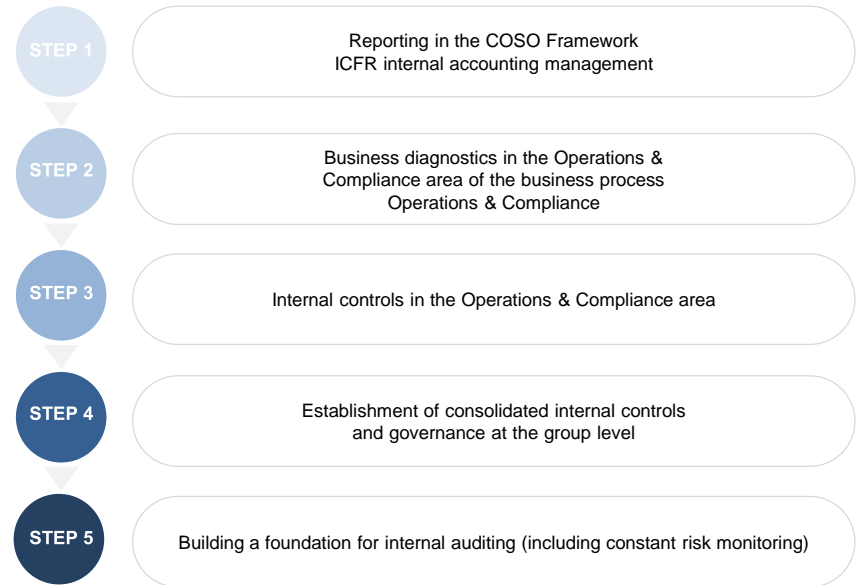 STEP 1
Reporting in the COSO Framework
ICFR internal accounting management
STEP 2
Business diagnostics in the Operations &
Compliance area of the business process
Operations & Compliance
STEP 3
Internal controls in the Operations & Compliance area
STEP 4
Establishment of consolidated internal controls
and governance at the group level
STEP 5
Building a foundation for internal auditing (including constant risk monitoring)